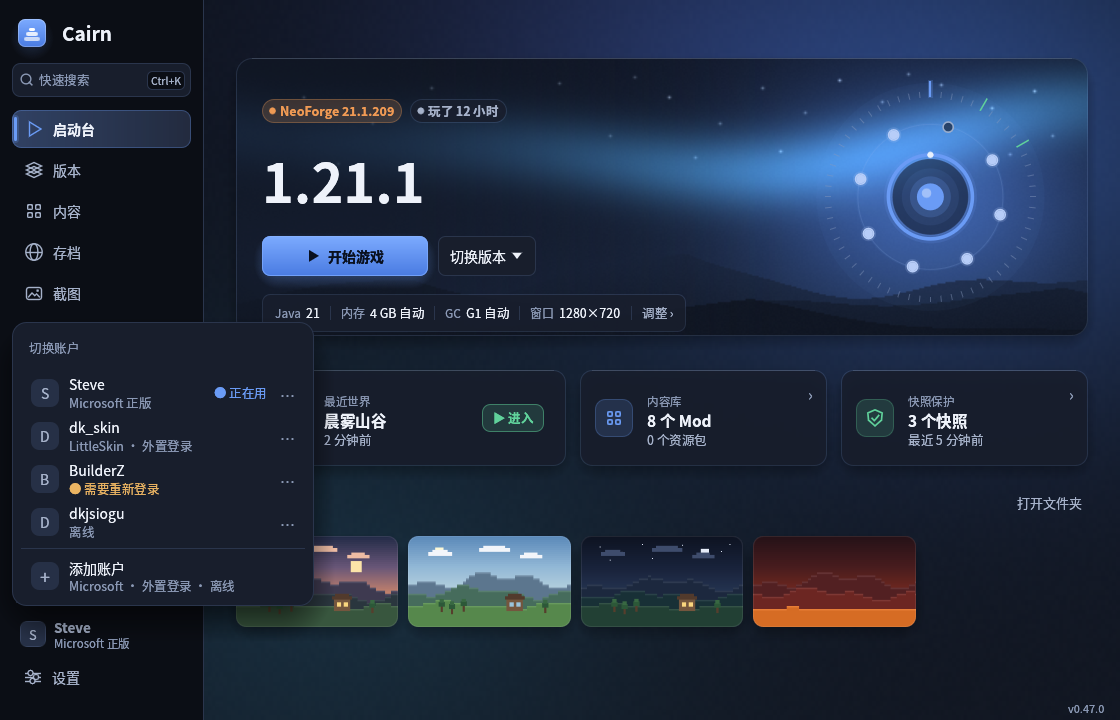 Cairn
快速搜索 Ctrl+K
启动台
版本
内容
存档
截图
NeoForge 21.1.209 玩了 12 小时
1.21.1
开始游戏 切换版本
Java 21 内存 4 GB 自动 GC G1 自动 窗口 1280×720 调整 ›
切换账户
S Steve
Microsoft 正版
正在用 ...
D dk_skin
LittleSkin · 外置登录
...
B BuilderZ
需要重新登录
...
D dkjsiogu
离线
...
+ 添加账户
Microsoft · 外置登录 · 离线
最近世界
晨雾山谷
2 分钟前
进入
内容库 ›
8 个 Mod
0 个资源包
快照保护 ›
3 个快照
最近 5 分钟前
打开文件夹
S Steve
Microsoft 正版
设置
v0.47.0